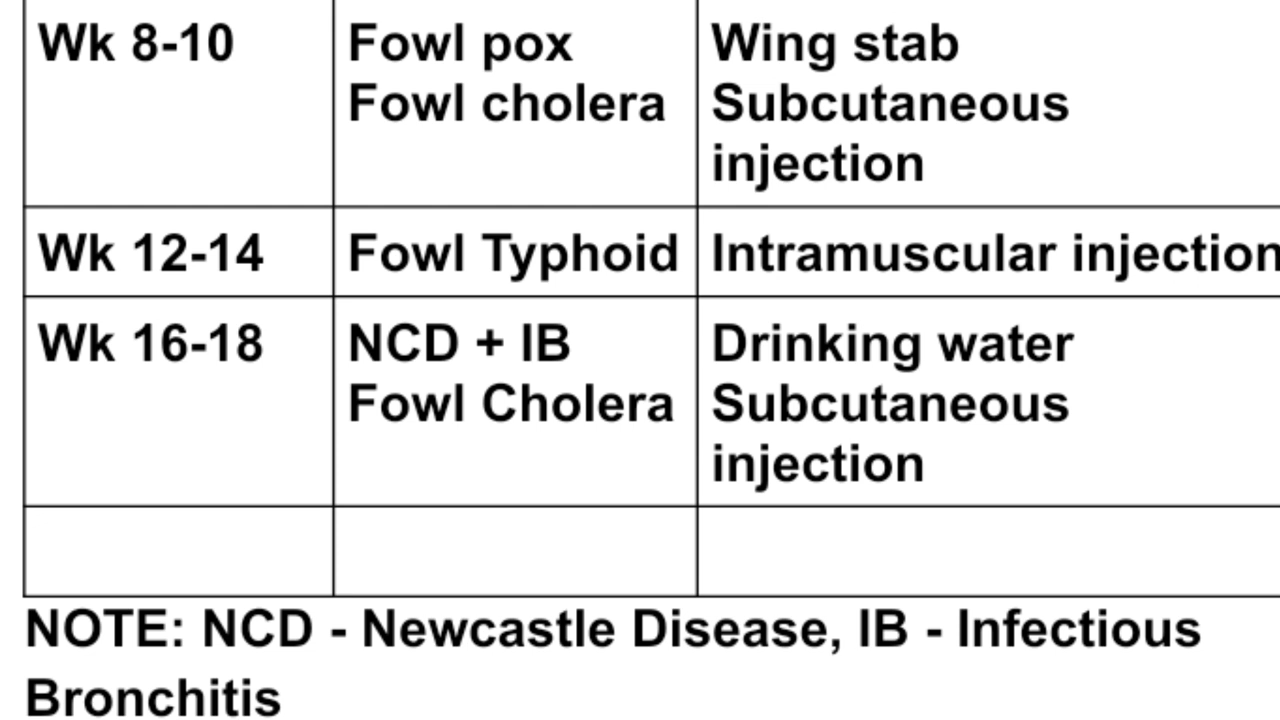 Wk 8-10 Fowl pox Wing stab
Fowl cholera Subcutaneous
injection
Wk 12-14 Fowl Typhoid Intramuscular injection
Wk 16-18 NCD + IB Drinking water
Fowl Cholera Subcutaneous
injection
NOTE: NCD - Newcastle Disease, IB - Infectious
Bronchitis